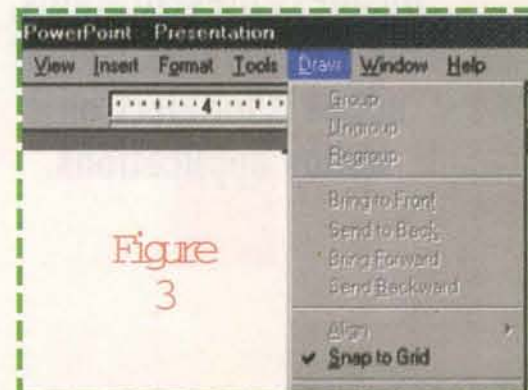 PowerPoint - Presentation
View Insert Format Tools Draw Window Help
4
Group
Ungroup
Regroup
Bring to Front
Send to Back
Bring Forward
Send Backward
Align
✔ Snap to Grid
Figure
3